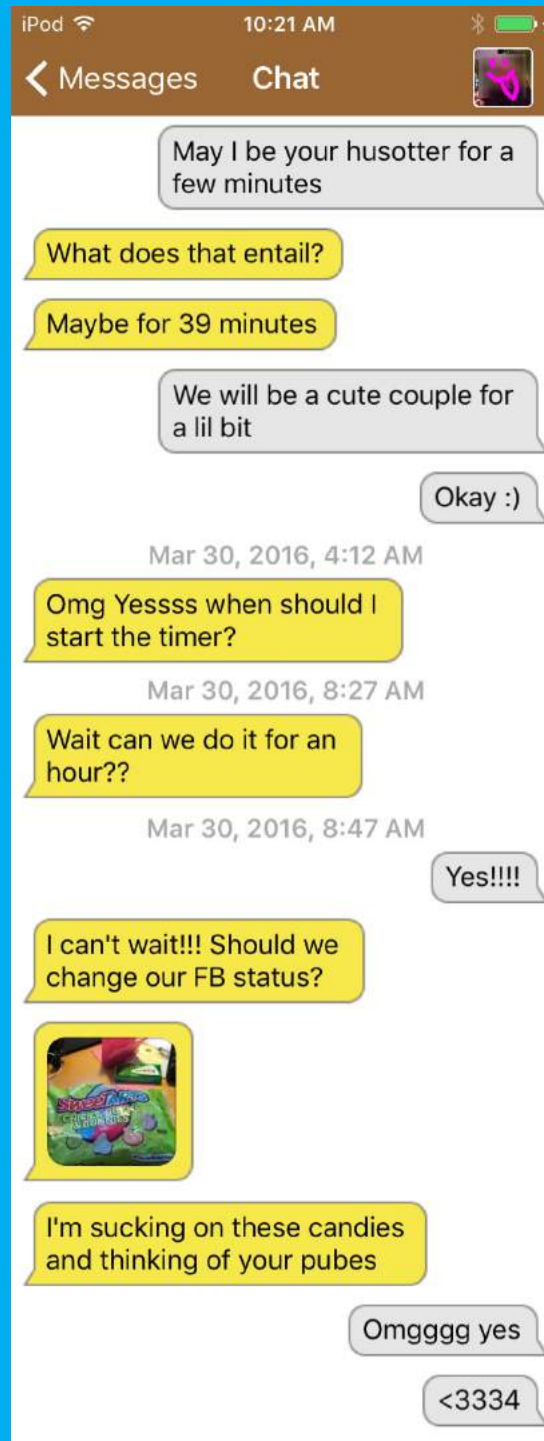 iPod
10:21 AM
Messages
Chat
May I be your husotter for a
few minutes
What does that entail?
Maybe for 39 minutes
We will be a cute couple for
a lil bit
Okay :)
Mar 30, 2016, 4:12 AM
Omg Yessss when should I
start the timer?
Mar 30, 2016, 8:27 AM
Wait can we do it for an
hour??
Mar 30, 2016, 8:47 AM
Yes!!!!
I can't wait!!! Should we
change our FB status?
SweeTARTS
I'm sucking on these candies
and thinking of your pubes
Omgggg yes
<3334